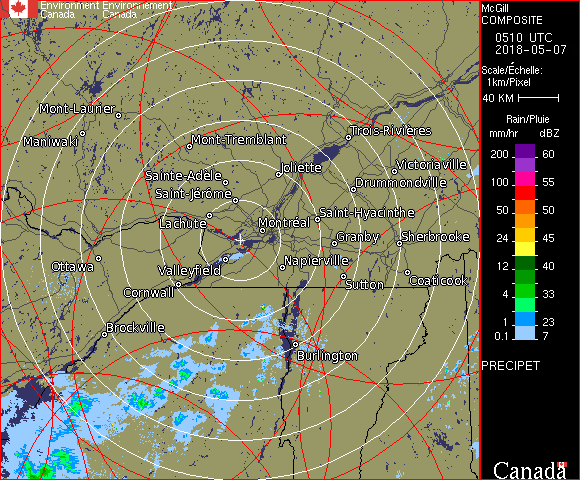 Environment Environnement
Canada Canada
McGill
COMPOSITE
0510 UTC
2018-05-07
Scale/Échelle:
1km/Pixel
40 KM
Rain/Pluie
mm/hr dBZ
200 60
100 55
50 50
24 45
12 40
4 33
1 23
0.1 7
PRECIPET
Canada
Mont-Laurier
Maniwaki
Mont-Tremblant
Trois-Rivières
Joliette
Victoriaville
Sainte-Adèle
Drummondville
Saint-Jérôme
Lachute
Saint-Hyacinthe
Montréal
Granby
Sherbrooke
Ottawa
Valleyfield
Napierville
Coaticook
Cornwall
Sutton
Brockville
Burlington